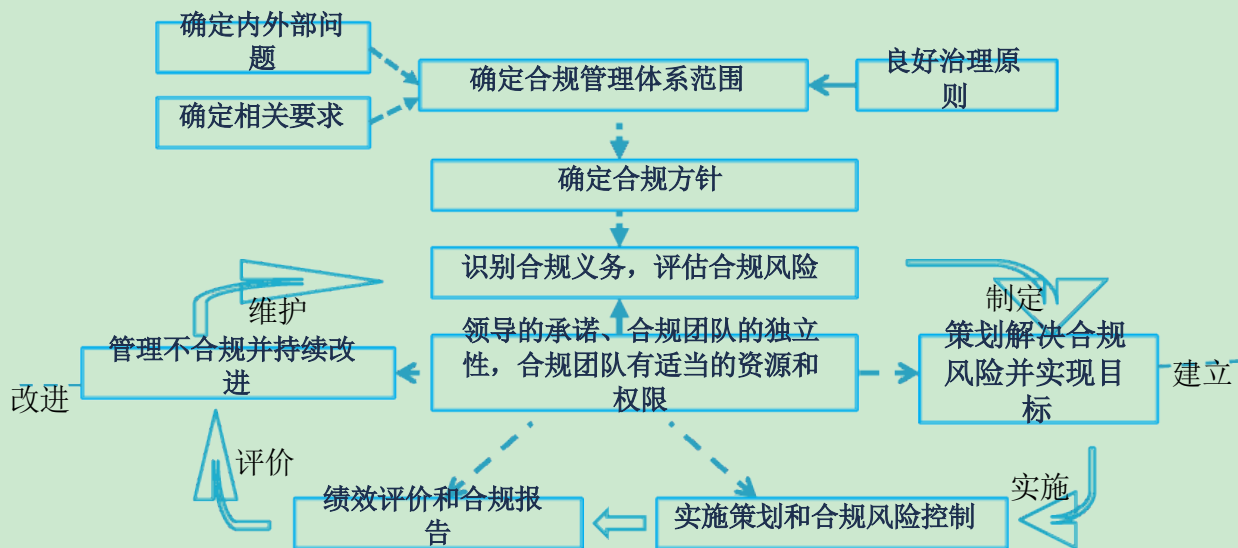 确定内外部问
题
确定相关要求
确定合规管理体系范围
良好治理原
则
确定合规方针
识别合规义务，评估合规风险
维护
制定
管理不合规并持续改
进
领导的承诺、合规团队的独立
性，合规团队有适当的资源和
权限
策划解决合规
风险并实现目
标
改进
建立
评价
实施
绩效评价和合规报
告
实施策划和合规风险控制